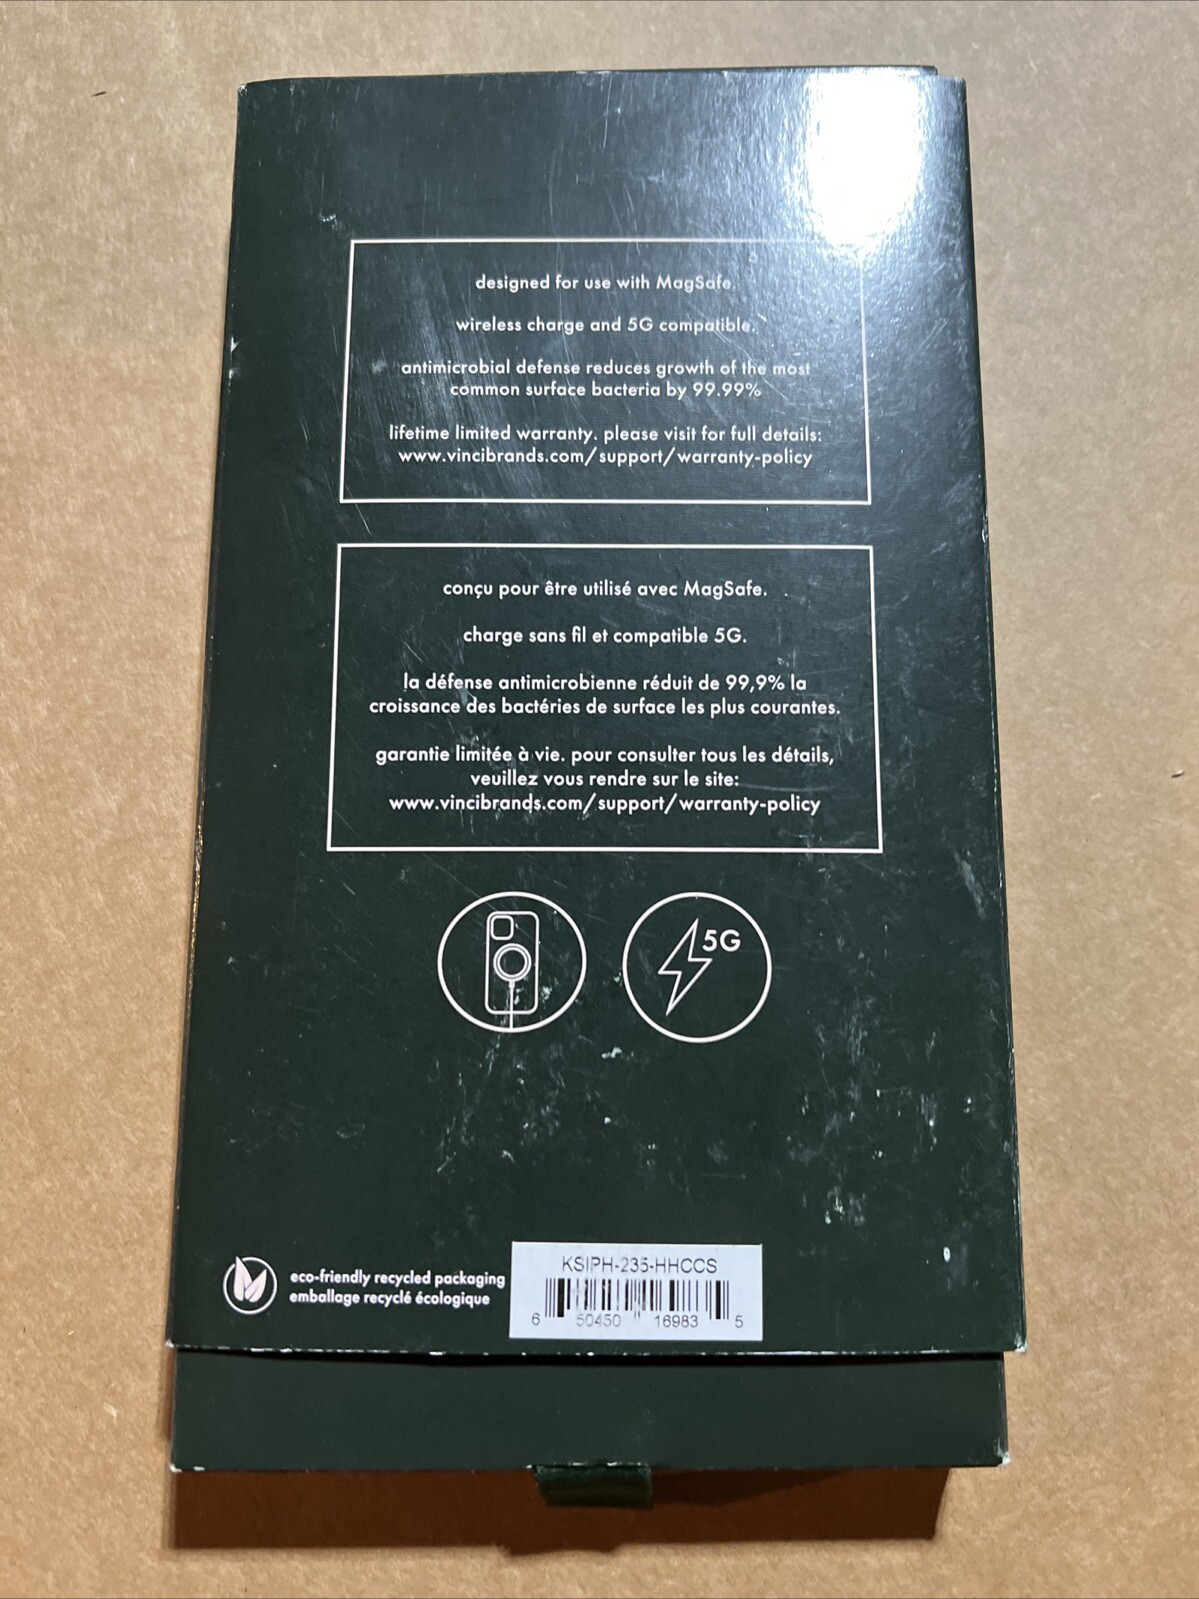 designed for use with MagSafe.
wireless charge and 5G compatible.
antimicrobial defense reduces growth of the most
common surface bacteria by 99.99%
lifetime limited warranty. please visit for full details:
www.vincibrands.com/support/warranty-policy
conçu pour être utilisé avec MagSafe.
charge sans fil et compatible 5G.
la défense antimicrobienne réduit de 99,9% la
croissance des bactéries de surface les plus courantes.
garantie limitée à vie. pour consulter tous les détails,
veuillez vous rendre sur le site:
www.vincibrands.com/support/warranty-policy
5G
eco-friendly recycled packaging
emballage recyclé écologique
KSIPH-235-HHCCS
6 50450 16983 5